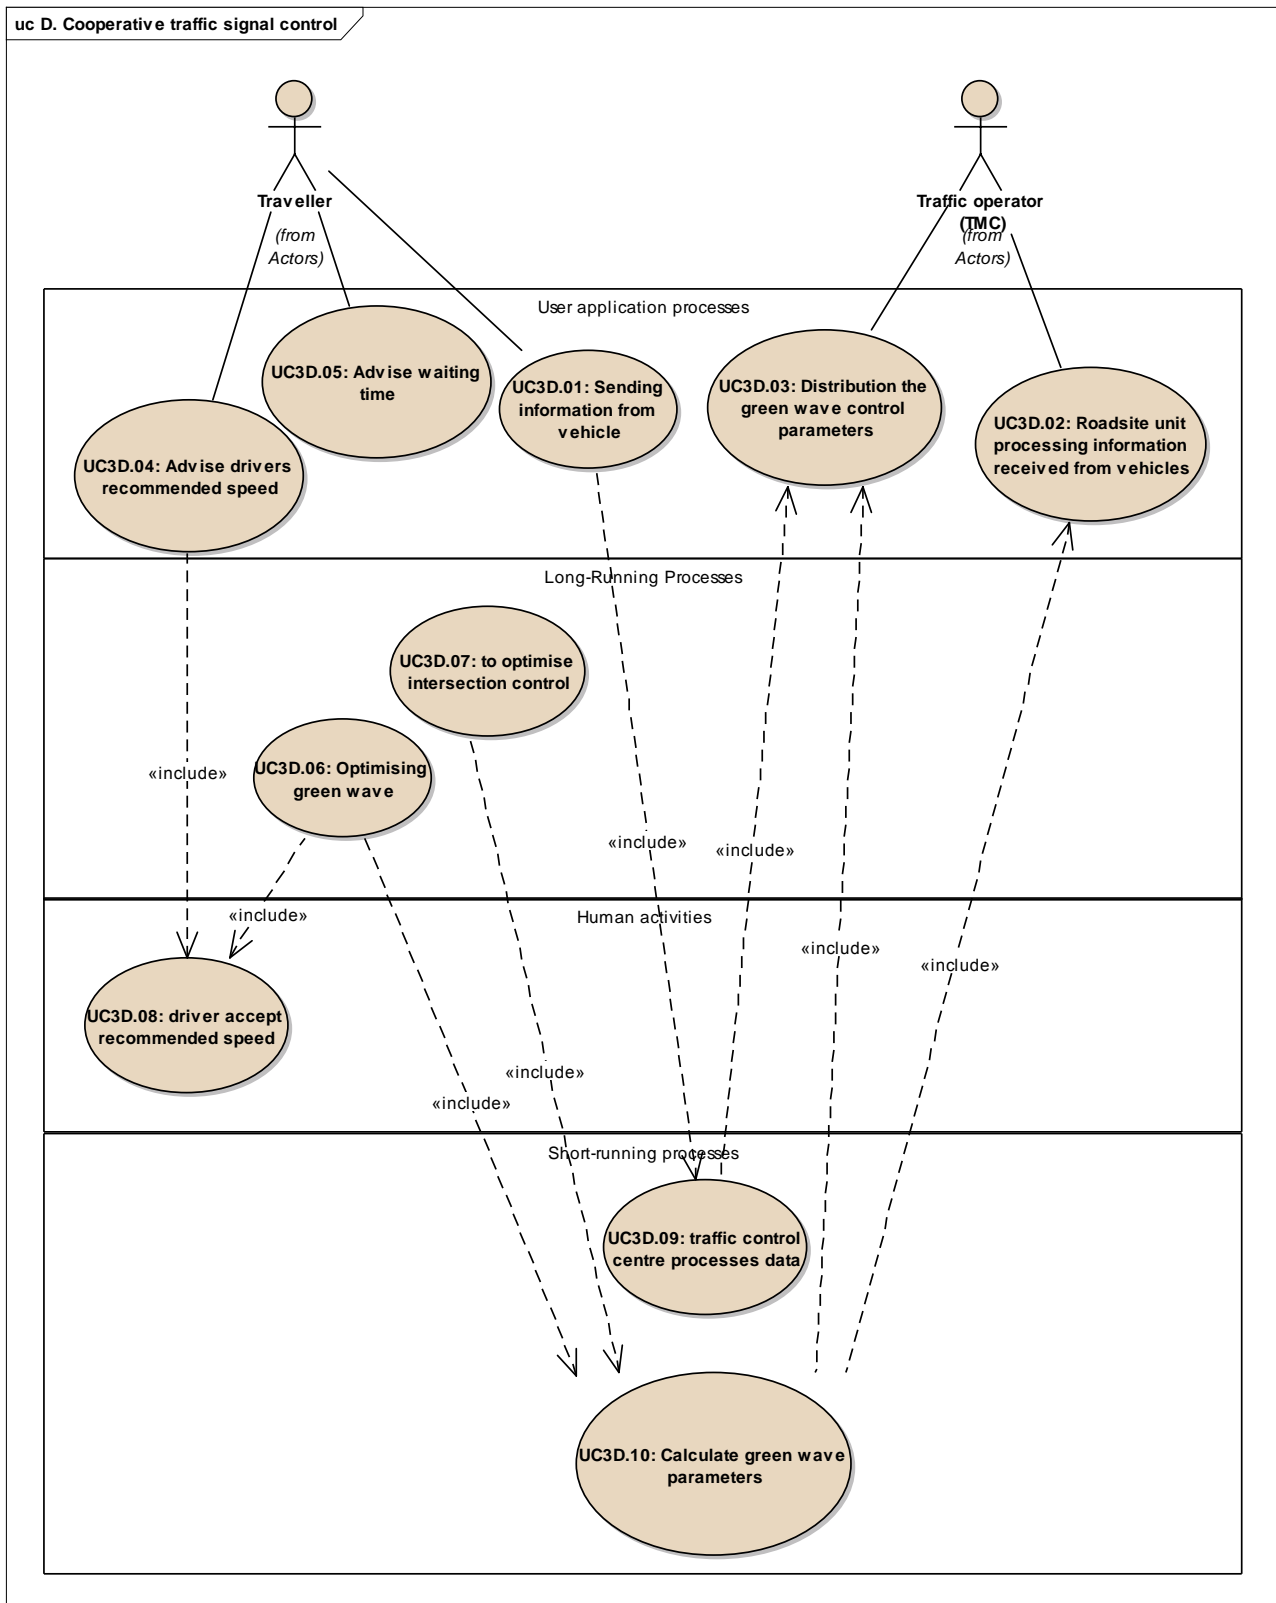 uc D. Cooperative traffic signal control
Traveller
(from
Actors)
Traffic operator
(TMC)
(from
Actors)
User application processes
UC3D.05: Advise waiting
time
UC3D.01: Sending
information from
vehicle
UC3D.03: Distribution the
green wave control
parameters
UC3D.02: Roadsite unit
processing information
received from vehicles
UC3D.04: Advise drivers
recommended speed
Long-Running Processes
UC3D.07: to optimise
intersection control
UC3D.06: Optimising
green wave
«include»
«include»
«include»
Human activities
«include»
«include»
«include»
UC3D.08: driver accept
recommended speed
«include»
«include»
Short-running processes
UC3D.09: traffic control
centre processes data
UC3D.10: Calculate green wave
parameters